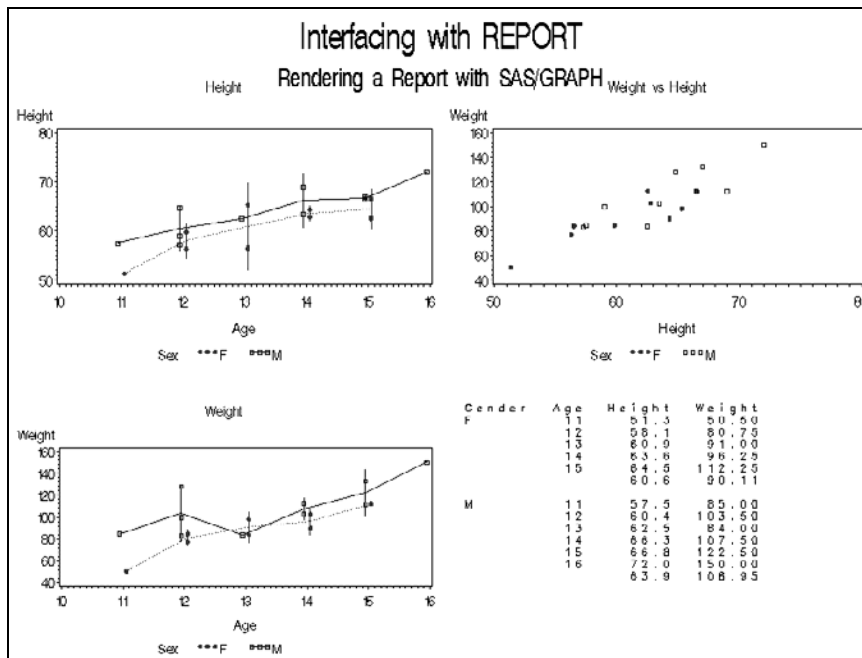 Interfacing with REPORT
Rendering a Report with SAS/GRAPH
Height
Height
80
70
60
50
10 11 12 13 14 15 16
Age
Sex F M
Weight vs Height
Weight
160
140
120
100
80
60
40
50 60 70 80
Height
Sex F M
Weight
Weight
160
140
120
100
80
60
40
10 11 12 13 14 15 16
Age
Sex F M
Gender Age Height Weight
F 11 51.3 50.50
12 58.1 80.75
13 60.9 91.00
14 63.6 96.25
15 64.5 112.25
60.6 90.11
M 11 57.5 85.00
12 60.4 103.50
13 62.5 84.00
14 66.3 107.50
15 66.8 122.50
16 72.0 150.00
63.9 108.95